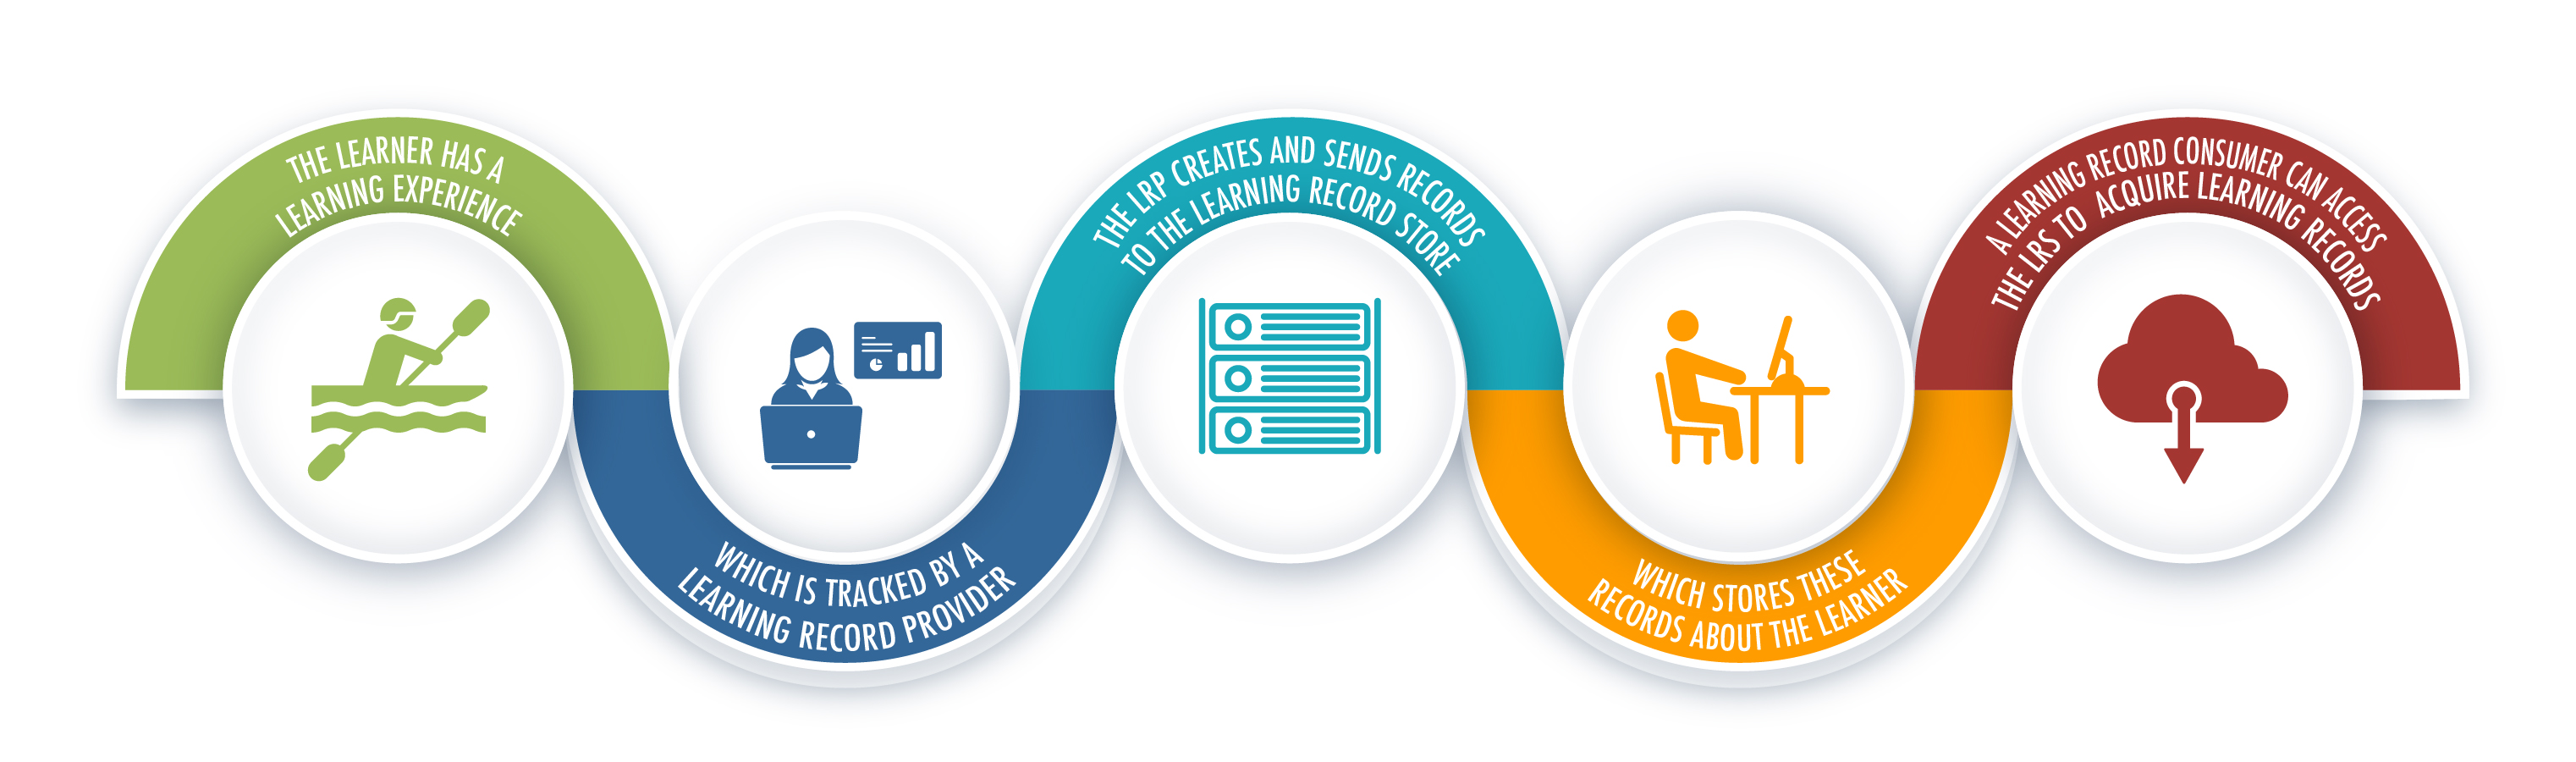 THE LEARNER HAS A
LEARNING EXPERIENCE
WHICH IS TRACKED BY A
LEARNING RECORD PROVIDER
THE LRP CREATES AND SENDS RECORDS
TO THE LEARNING RECORD STORE
WHICH STORES THESE
RECORDS ABOUT THE LEARNER
A LEARNING RECORD CONSUMER CAN ACCESS
THE LRS TO ACQUIRE LEARNING RECORDS